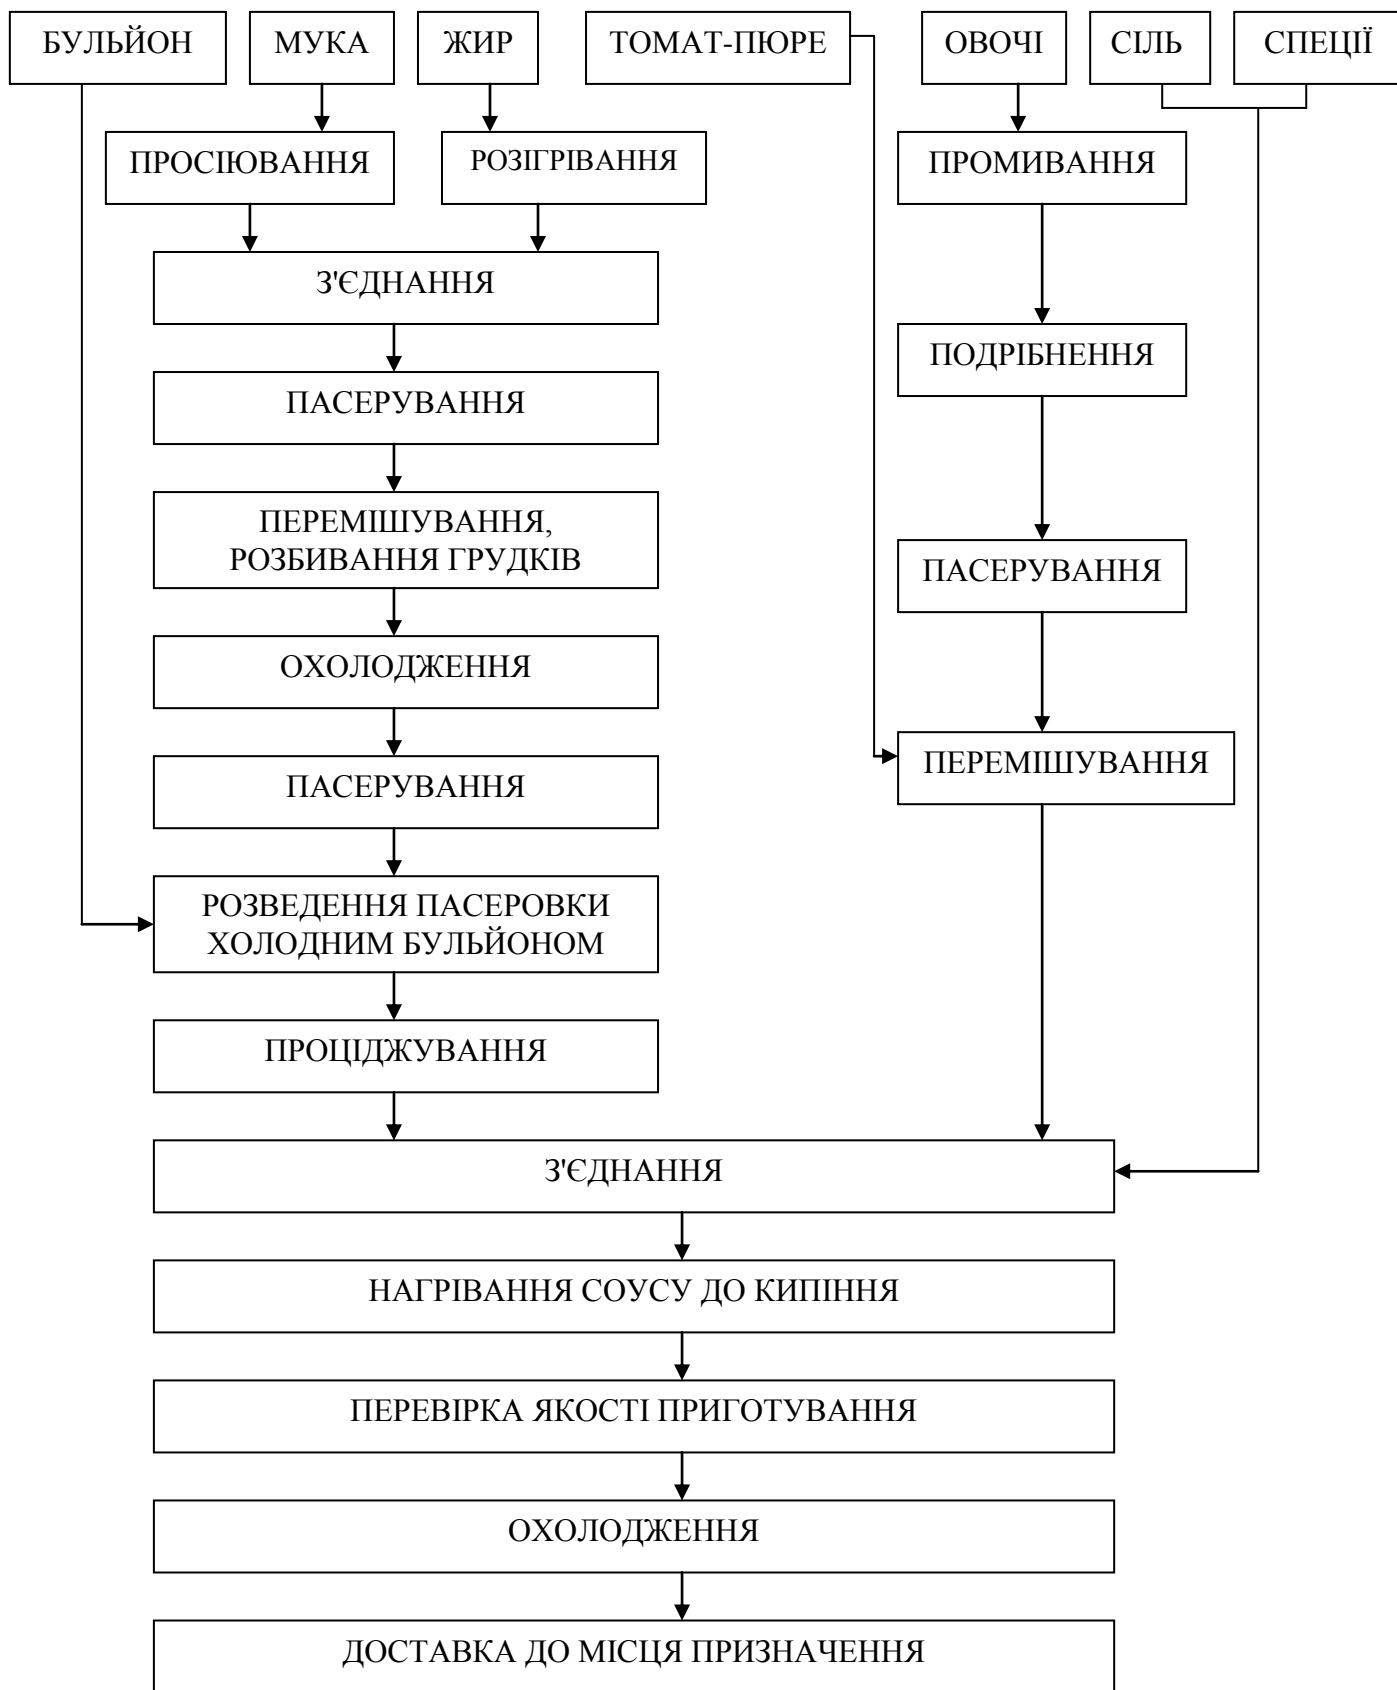 БУЛЬЙОН
МУКА
ЖИР
ТОМАТ-ПЮРЕ
ОВОЧІ
СІЛЬ
СПЕЦІЇ
ПРОСІЮВАННЯ
РОЗІГРІВАННЯ
ПРОМИВАННЯ
З'ЄДНАННЯ
ПОДРІБНЕННЯ
ПАСЕРУВАННЯ
ПЕРЕМІШУВАННЯ,
РОЗБИВАННЯ ГРУДКІВ
ПАСЕРУВАННЯ
ОХОЛОДЖЕННЯ
ПЕРЕМІШУВАННЯ
ПАСЕРУВАННЯ
РОЗВЕДЕННЯ ПАСЕРОВКИ
ХОЛОДНИМ БУЛЬЙОНОМ
ПРОЦІДЖУВАННЯ
З'ЄДНАННЯ
НАГРІВАННЯ СОУСУ ДО КИПІННЯ
ПЕРЕВІРКА ЯКОСТІ ПРИГОТУВАННЯ
ОХОЛОДЖЕННЯ
ДОСТАВКА ДО МІСЦЯ ПРИЗНАЧЕННЯ